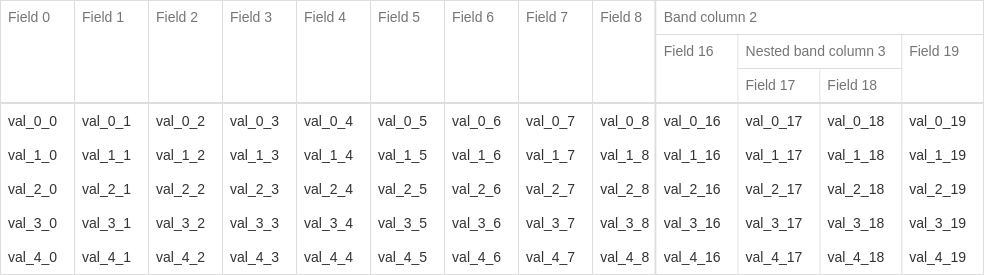 Field 0 Field 1 Field 2 Field 3 Field 4 Field 5 Field 6 Field 7 Field 8 Band column 2
Field 16 Nested band column 3 Field 19
Field 17 Field 18
val_0_0 val_0_1 val_0_2 val_0_3 val_0_4 val_0_5 val_0_6 val_0_7 val_0_8 val_0_16 val_0_17 val_0_18 val_0_19
val_1_0 val_1_1 val_1_2 val_1_3 val_1_4 val_1_5 val_1_6 val_1_7 val_1_8 val_1_16 val_1_17 val_1_18 val_1_19
val_2_0 val_2_1 val_2_2 val_2_3 val_2_4 val_2_5 val_2_6 val_2_7 val_2_8 val_2_16 val_2_17 val_2_18 val_2_19
val_3_0 val_3_1 val_3_2 val_3_3 val_3_4 val_3_5 val_3_6 val_3_7 val_3_8 val_3_16 val_3_17 val_3_18 val_3_19
val_4_0 val_4_1 val_4_2 val_4_3 val_4_4 val_4_5 val_4_6 val_4_7 val_4_8 val_4_16 val_4_17 val_4_18 val_4_19